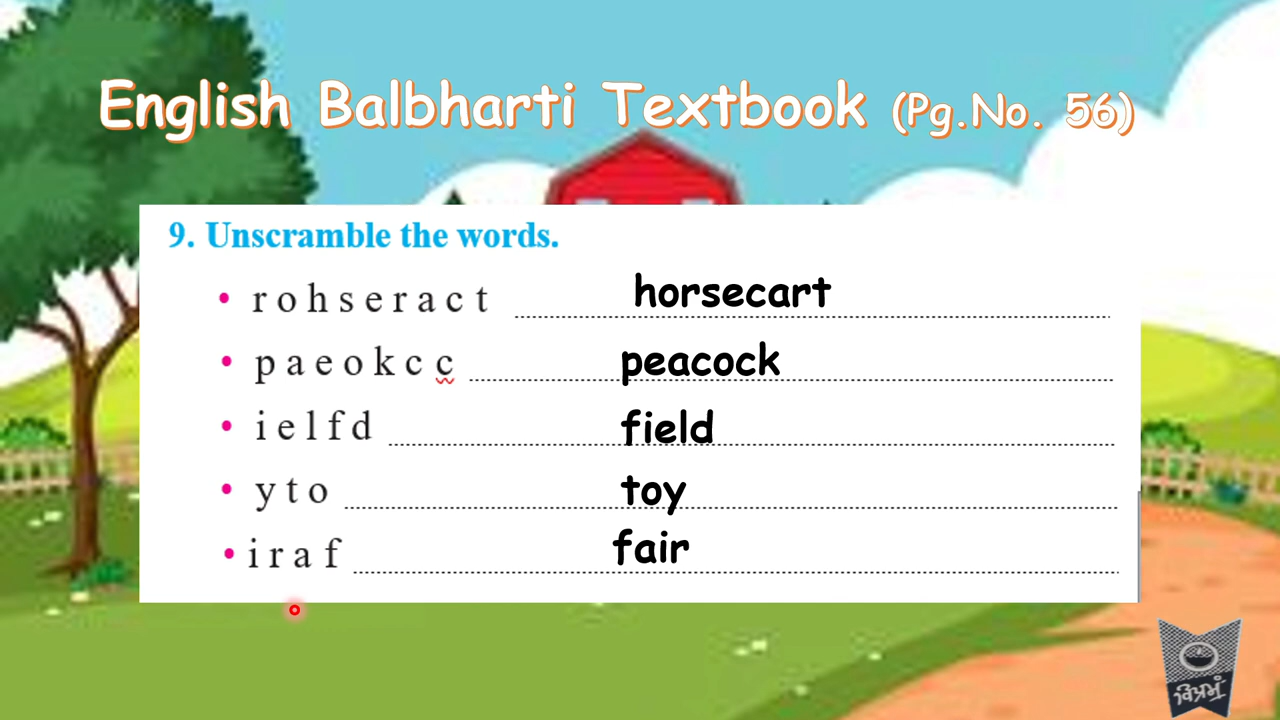 English Balbharti Textbook (Pg.No. 56)
9. Unscramble the words.
• r o h s e r a c t ........ horsecart
• p a e o k c c ........ peacock
• i e l f d ........ field
• y t o ........ toy
• i r a f ........ fair